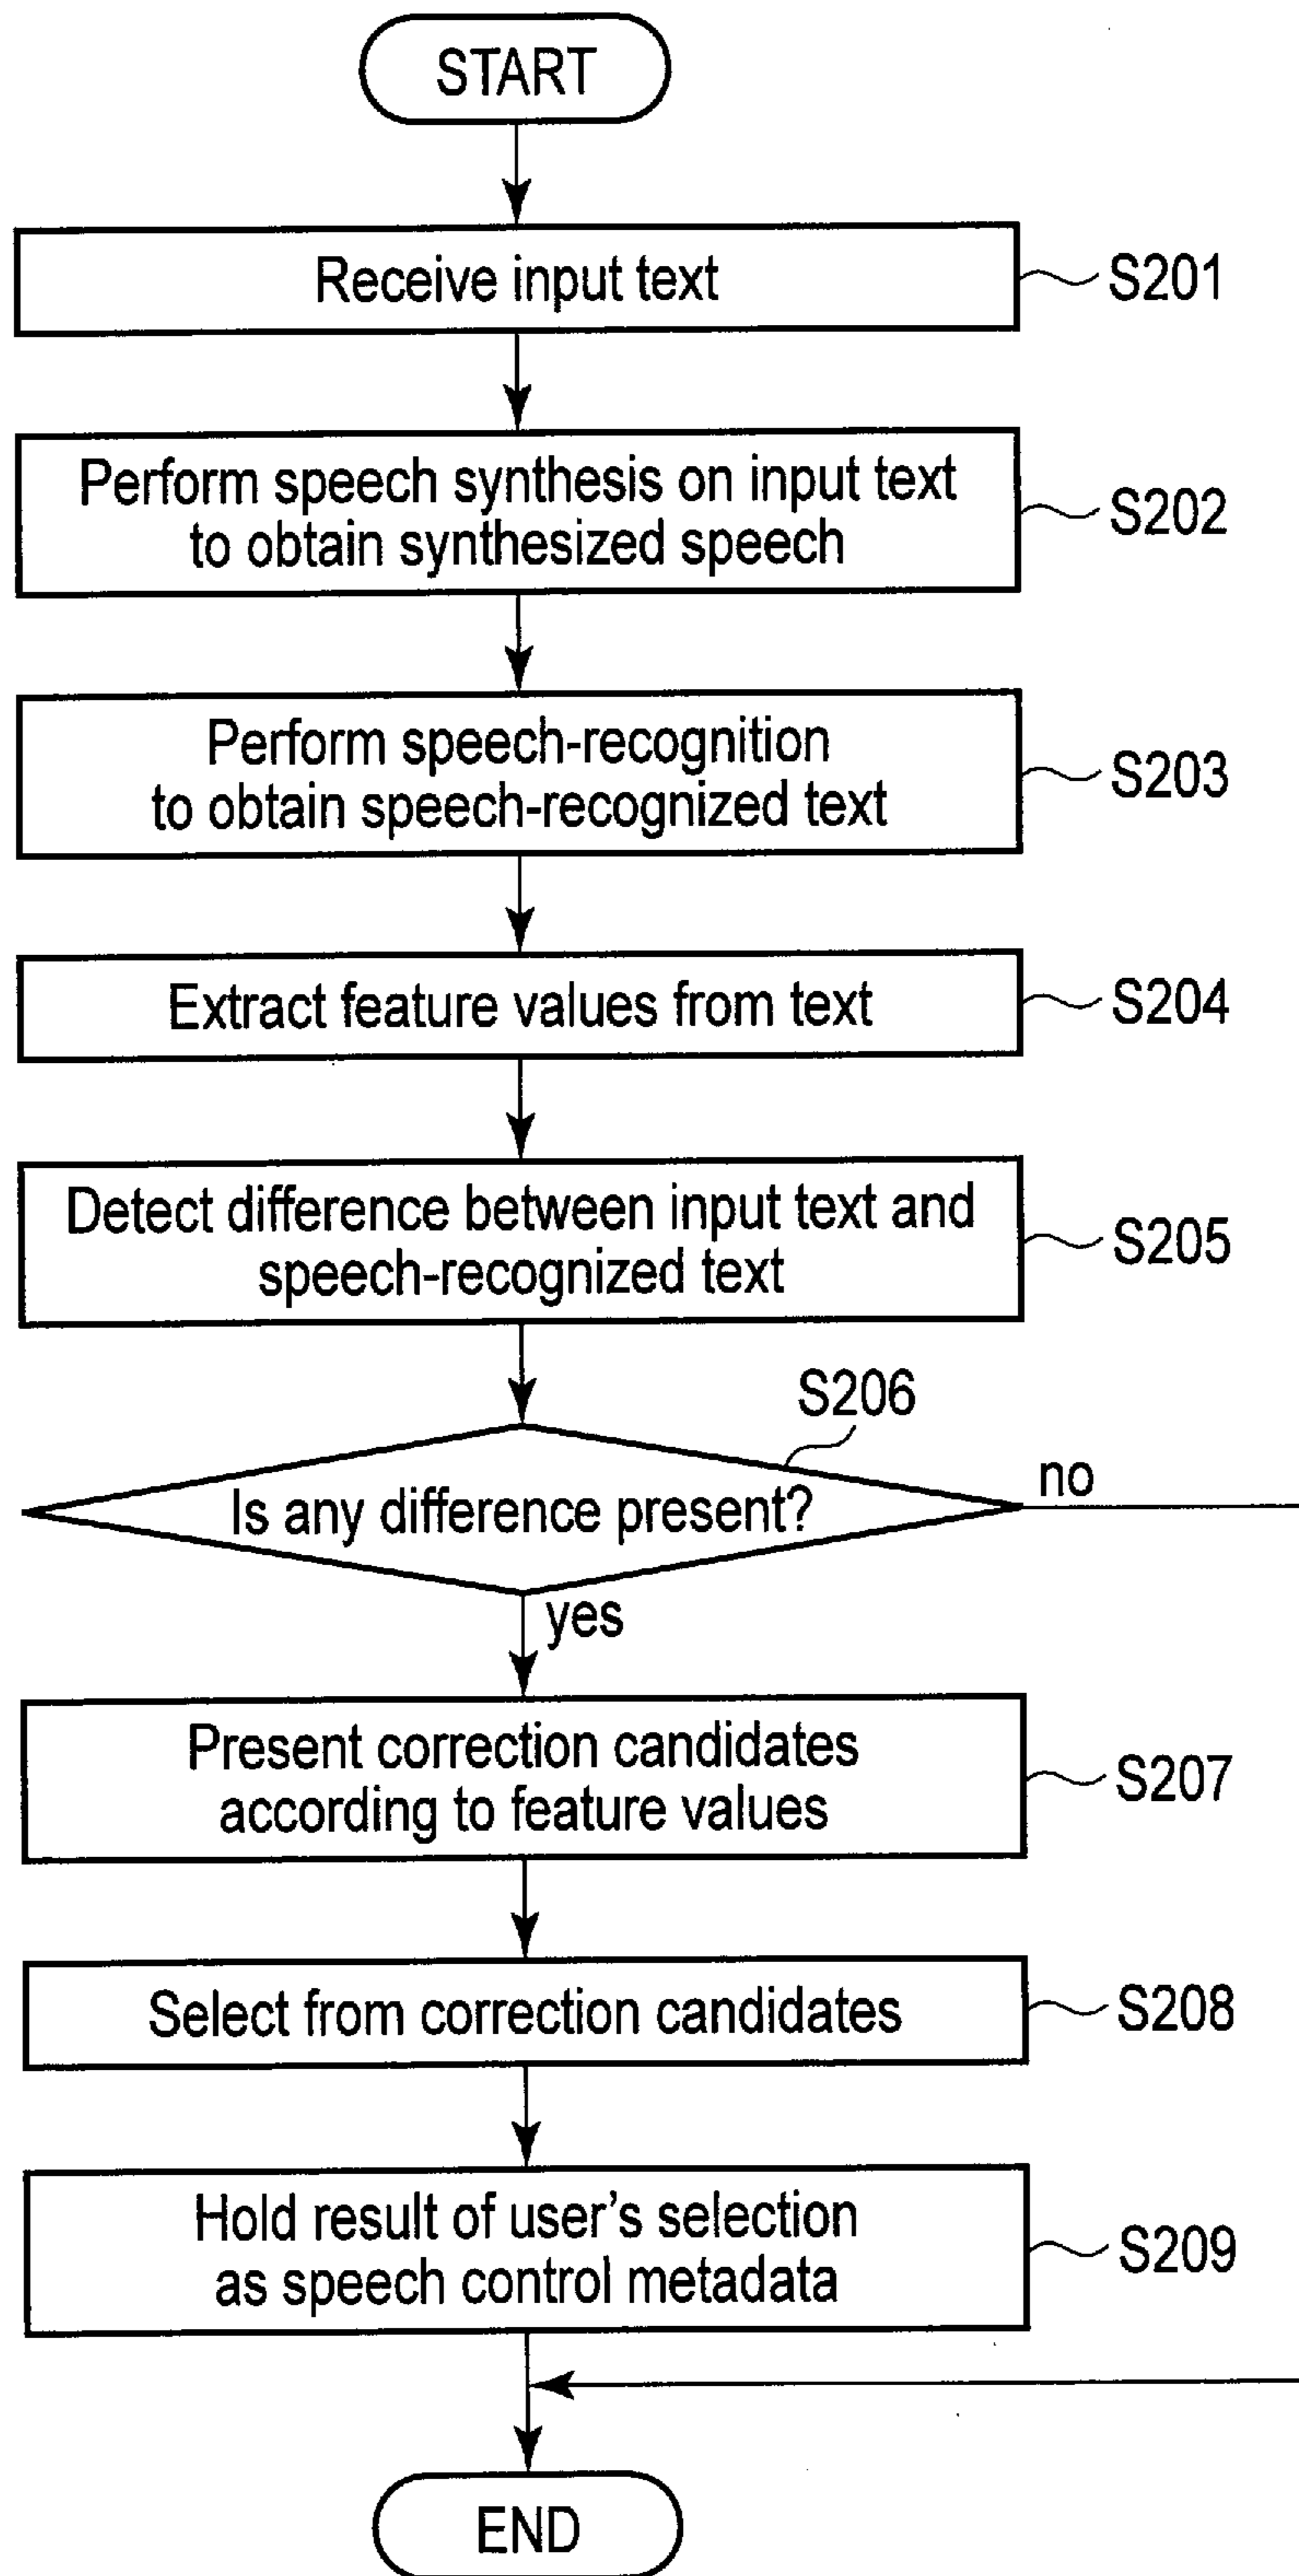 START
Receive input text
S201
Perform speech synthesis on input text
to obtain synthesized speech
S202
Perform speech-recognition
to obtain speech-recognized text
S203
Extract feature values from text
S204
Detect difference between input text and
speech-recognized text
S205
S206
Is any difference present?
no
yes
Present correction candidates
according to feature values
S207
Select from correction candidates
S208
Hold result of user’s selection
as speech control metadata
S209
END